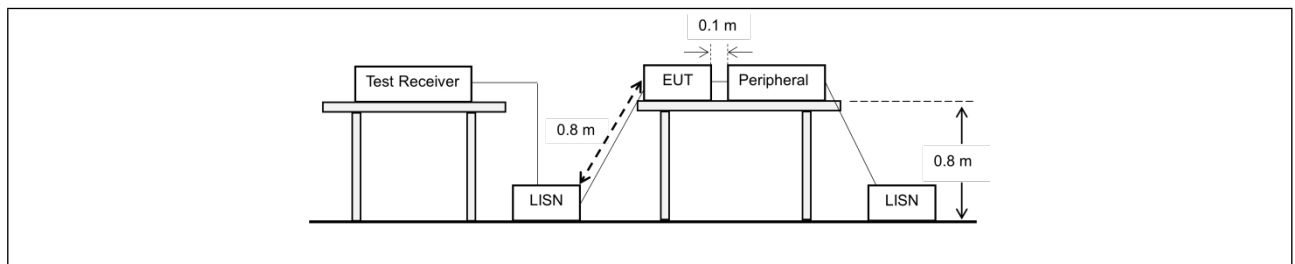 0.1 m
Test Receiver
EUT
Peripheral
0.8 m
0.8 m
LISN
LISN